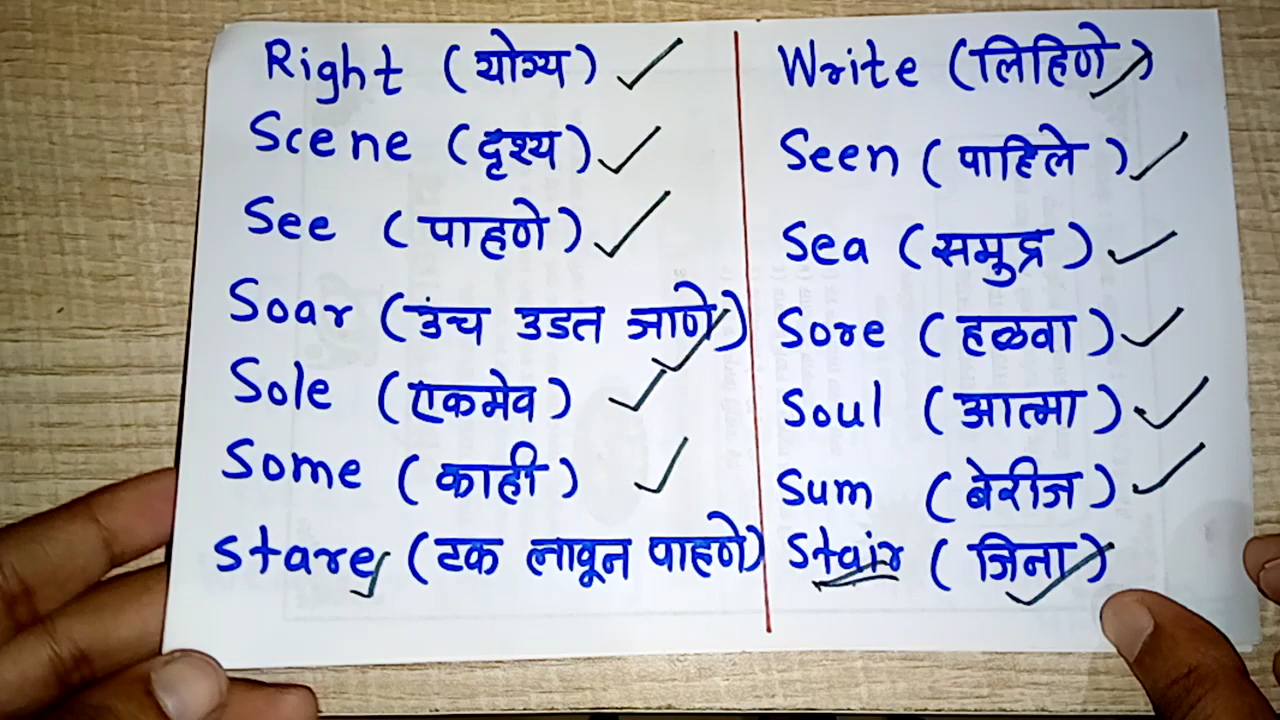 Right (योग्य) Write (लिहिणे)
Scene (दृश्य) Seen (पाहिले)
See (पाहणे) Sea (समुद्र)
Soar (उंच उडत जाणे) Sore (हळवा)
Sole (एकमेव) Soul (आत्मा)
Some (काही) Sum (बेरीज)
Stare (टक लावून पाहणे) Stair (जिना)